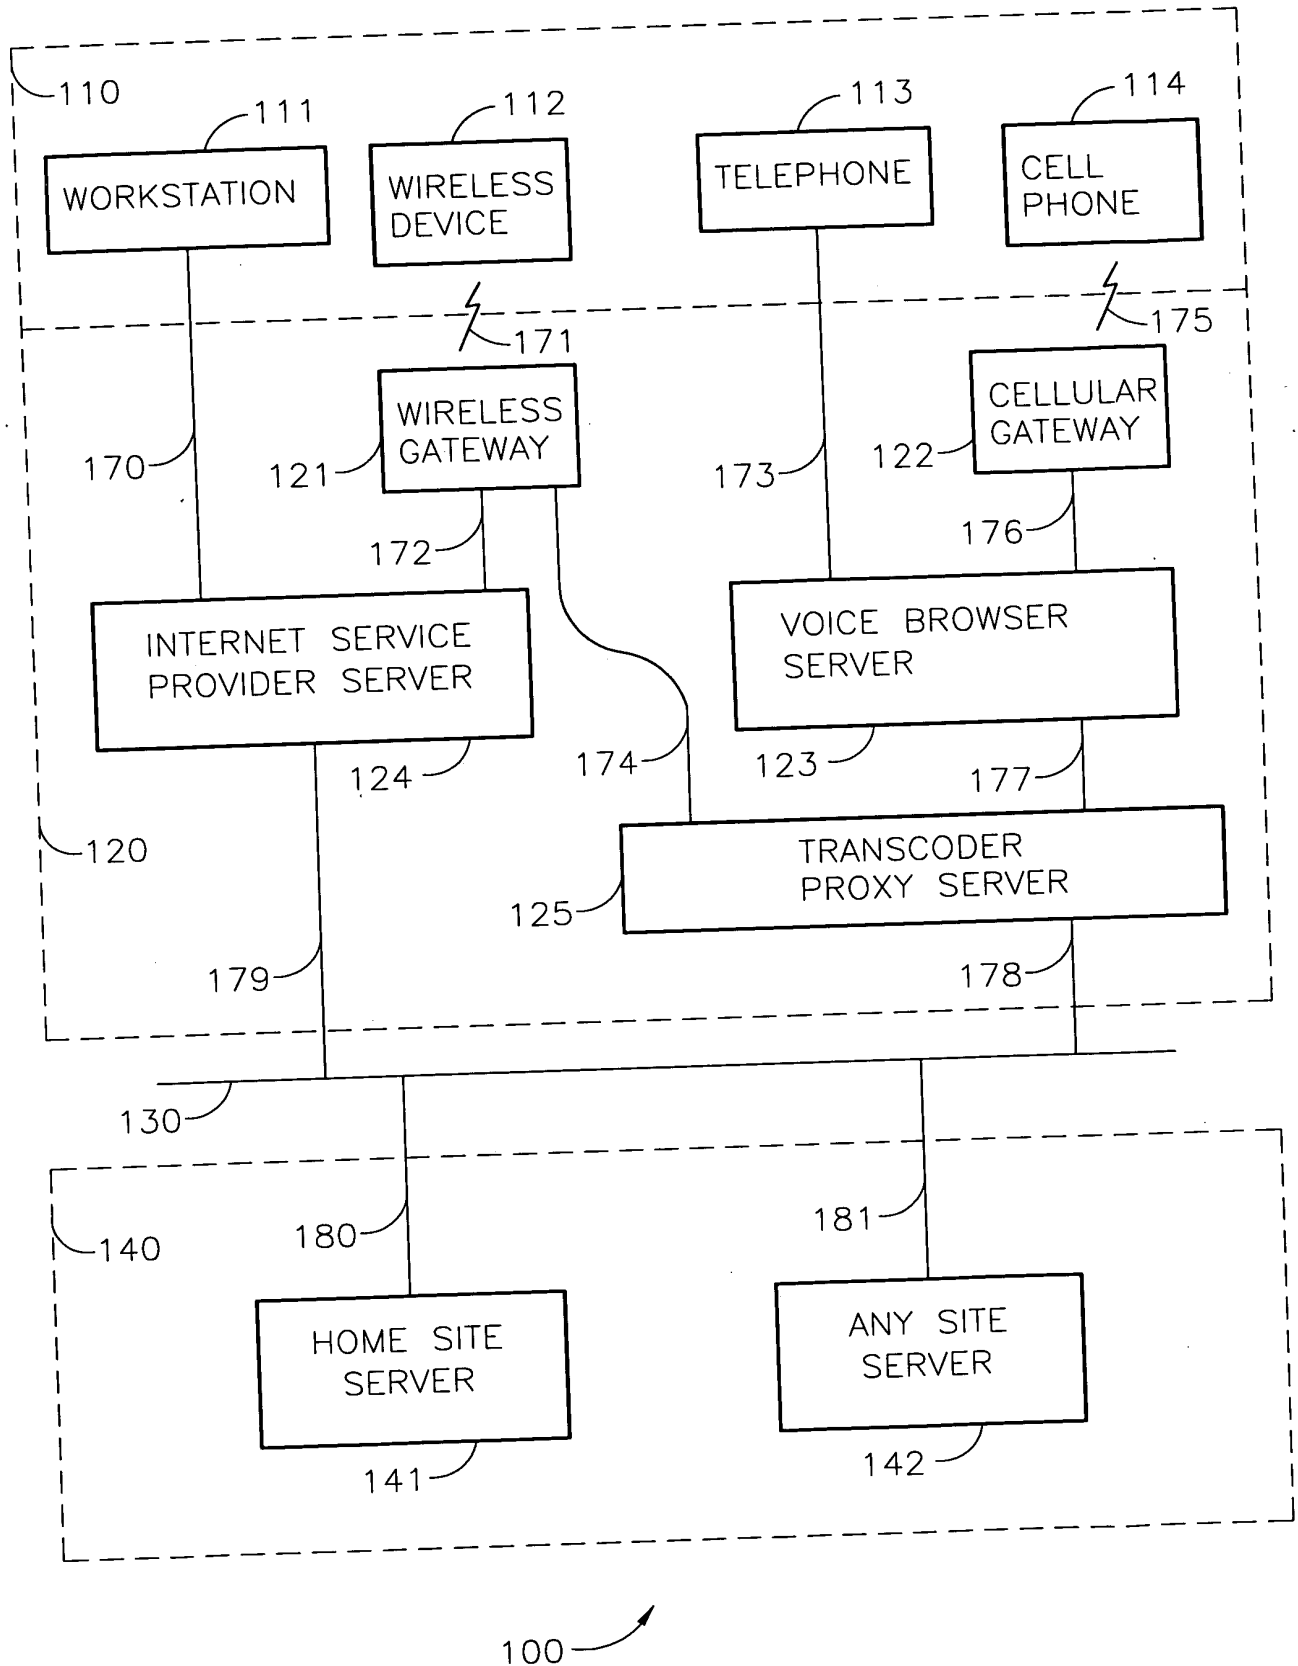 110
111
112
113
114
WORKSTATION
WIRELESS
DEVICE
TELEPHONE
CELL
PHONE
171
175
WIRELESS
GATEWAY
CELLULAR
GATEWAY
170
121
173
122
172
176
INTERNET SERVICE
PROVIDER SERVER
VOICE BROWSER
SERVER
124
174
123
177
120
TRANSCODER
PROXY SERVER
125
179
178
130
180
181
140
HOME SITE
SERVER
ANY SITE
SERVER
141
142
100